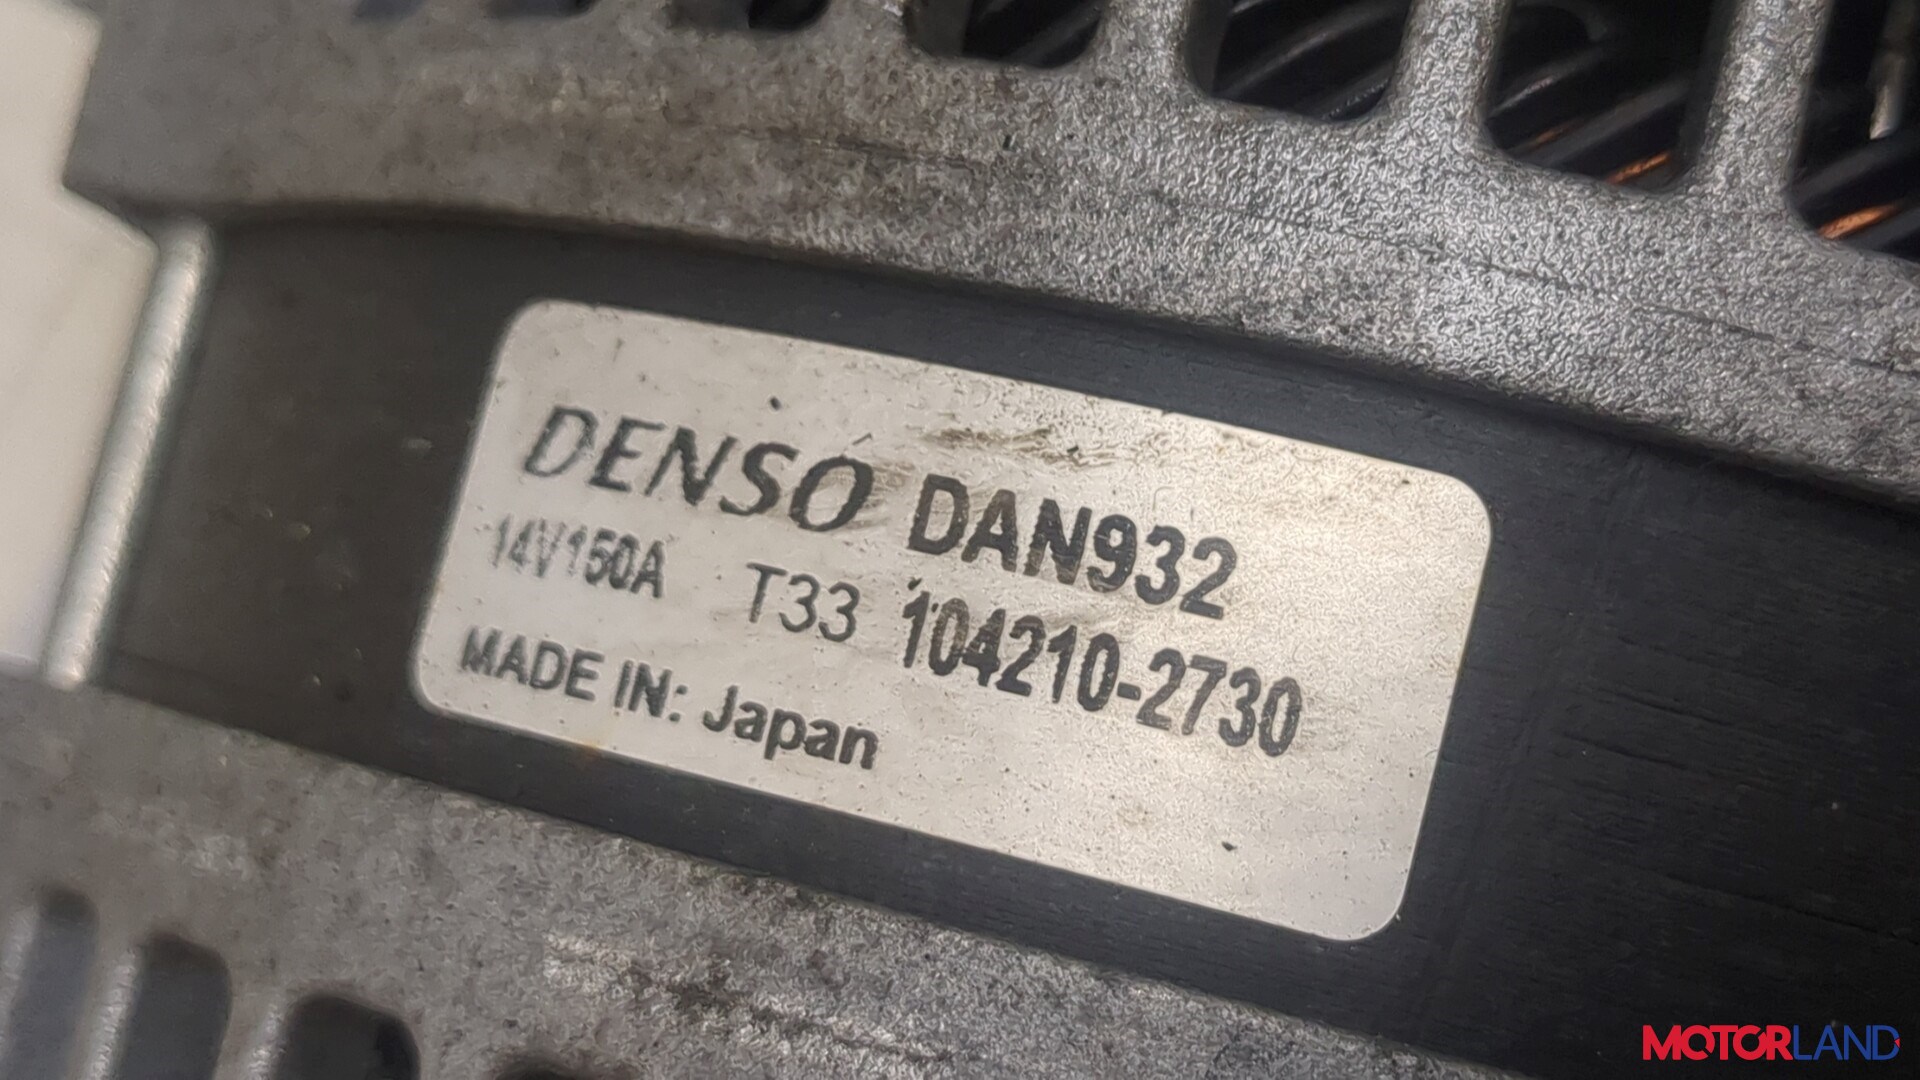 DENSO DAN932
14V150A T33 104210-2730
MADE IN: Japan
MOTORLAND